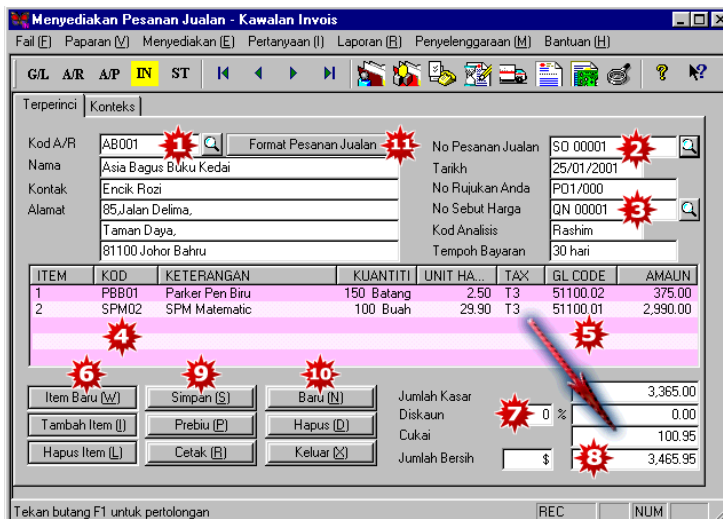 Menyediakan Pesanan Jualan - Kawalan Invois
Fail (F) Paparan (V) Menyediakan (E) Pertanyaan (I) Laporan (R) Penyelenggaraan (M) Bantuan (H)
G/L A/R A/P IN ST
Terperinci Konteks
Kod A/R AB001 1 Format Pesanan Jualan 11 No Pesanan Jualan SO 00001 2
Nama Asia Bagus Buku Kedai Tarikh 25/01/2001
Kontak Encik Rozi No Rujukan Anda PO1/000
Alamat 85,Jalan Delima, No Sebut Harga QN 00001 3
Taman Daya, Kod Analisis Rashim
81100 Johor Bahru Tempoh Bayaran 30 hari
ITEM KOD KETERANGAN KUANTITI UNIT HA... TAX GL CODE AMAUN
1 PBB01 Parker Pen Biru 150 Batang 2.50 T3 51100.02 375.00
2 SPM02 SPM Matematic 100 Buah 29.90 T3 51100.01 2,990.00
4 5
6 9 10
Item Baru (W) Simpan (S) Baru (N) Jumlah Kasar 3,365.00
Tambah Item (I) Prebiu (P) Hapus (D) Diskaun 7 0 % 0.00
Cukai 100.95
Hapus Item (L) Cetak (R) Keluar (X) Jumlah Bersih $ 8 3,465.95
Tekan butang F1 untuk pertolongan REC NUM